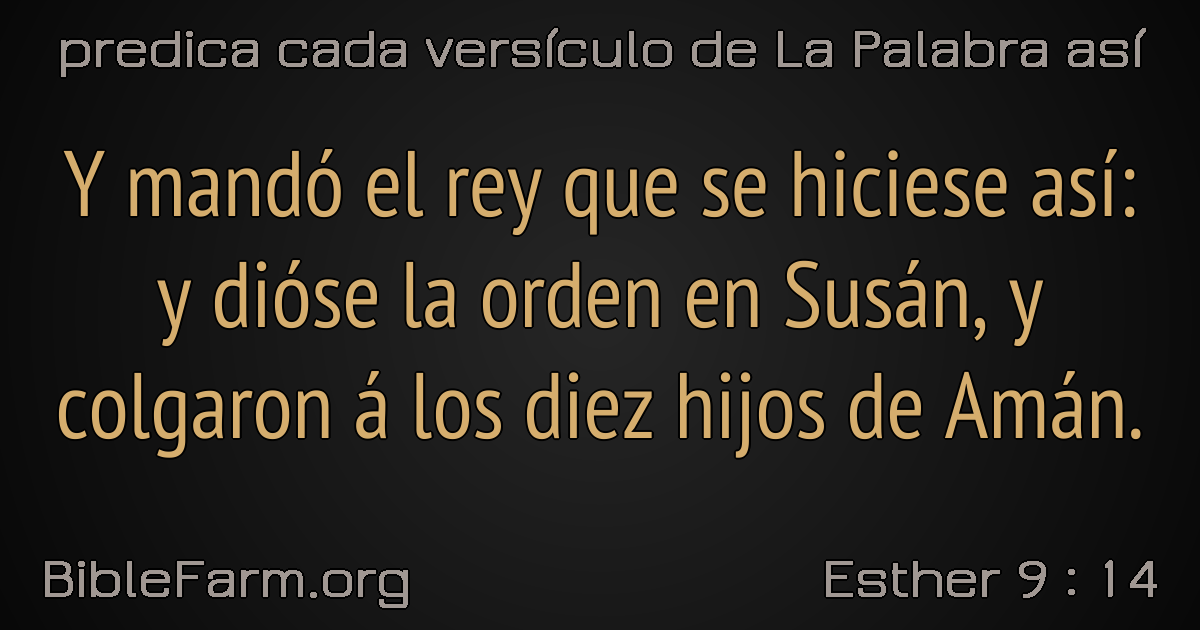 predica cada versículo de La Palabra así
Y mandó el rey que se hiciese así:
y dióse la orden en Susán, y
colgaron á los diez hijos de Amán.
BibleFarm.org
Esther 9 : 14